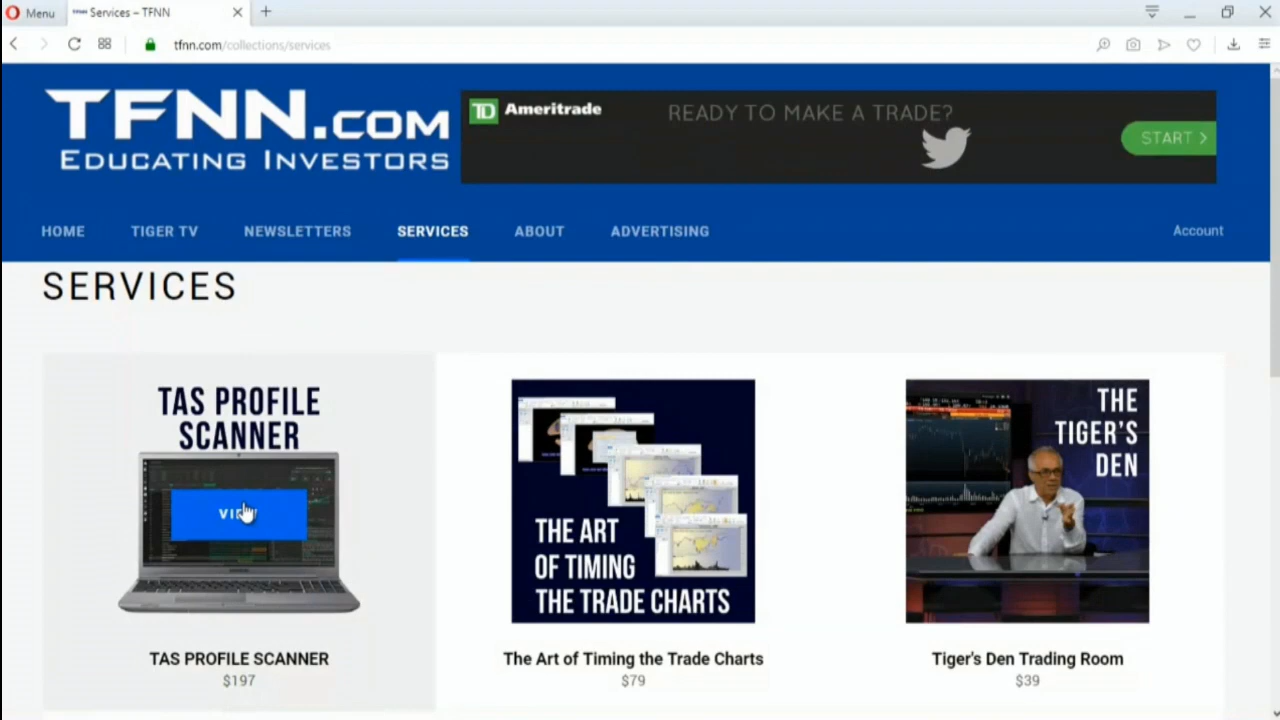 Menu
Services – TFNN
tfnn.com/collections/services
TFNN.COM
EDUCATING INVESTORS
TD Ameritrade
READY TO MAKE A TRADE?
START >
HOME
TIGER TV
NEWSLETTERS
SERVICES
ABOUT
ADVERTISING
Account
SERVICES
TAS PROFILE
SCANNER
TAS PROFILE SCANNER
$197
THE ART
OF TIMING
THE TRADE CHARTS
The Art of Timing the Trade Charts
$79
THE
TIGER'S
DEN
Tiger's Den Trading Room
$39